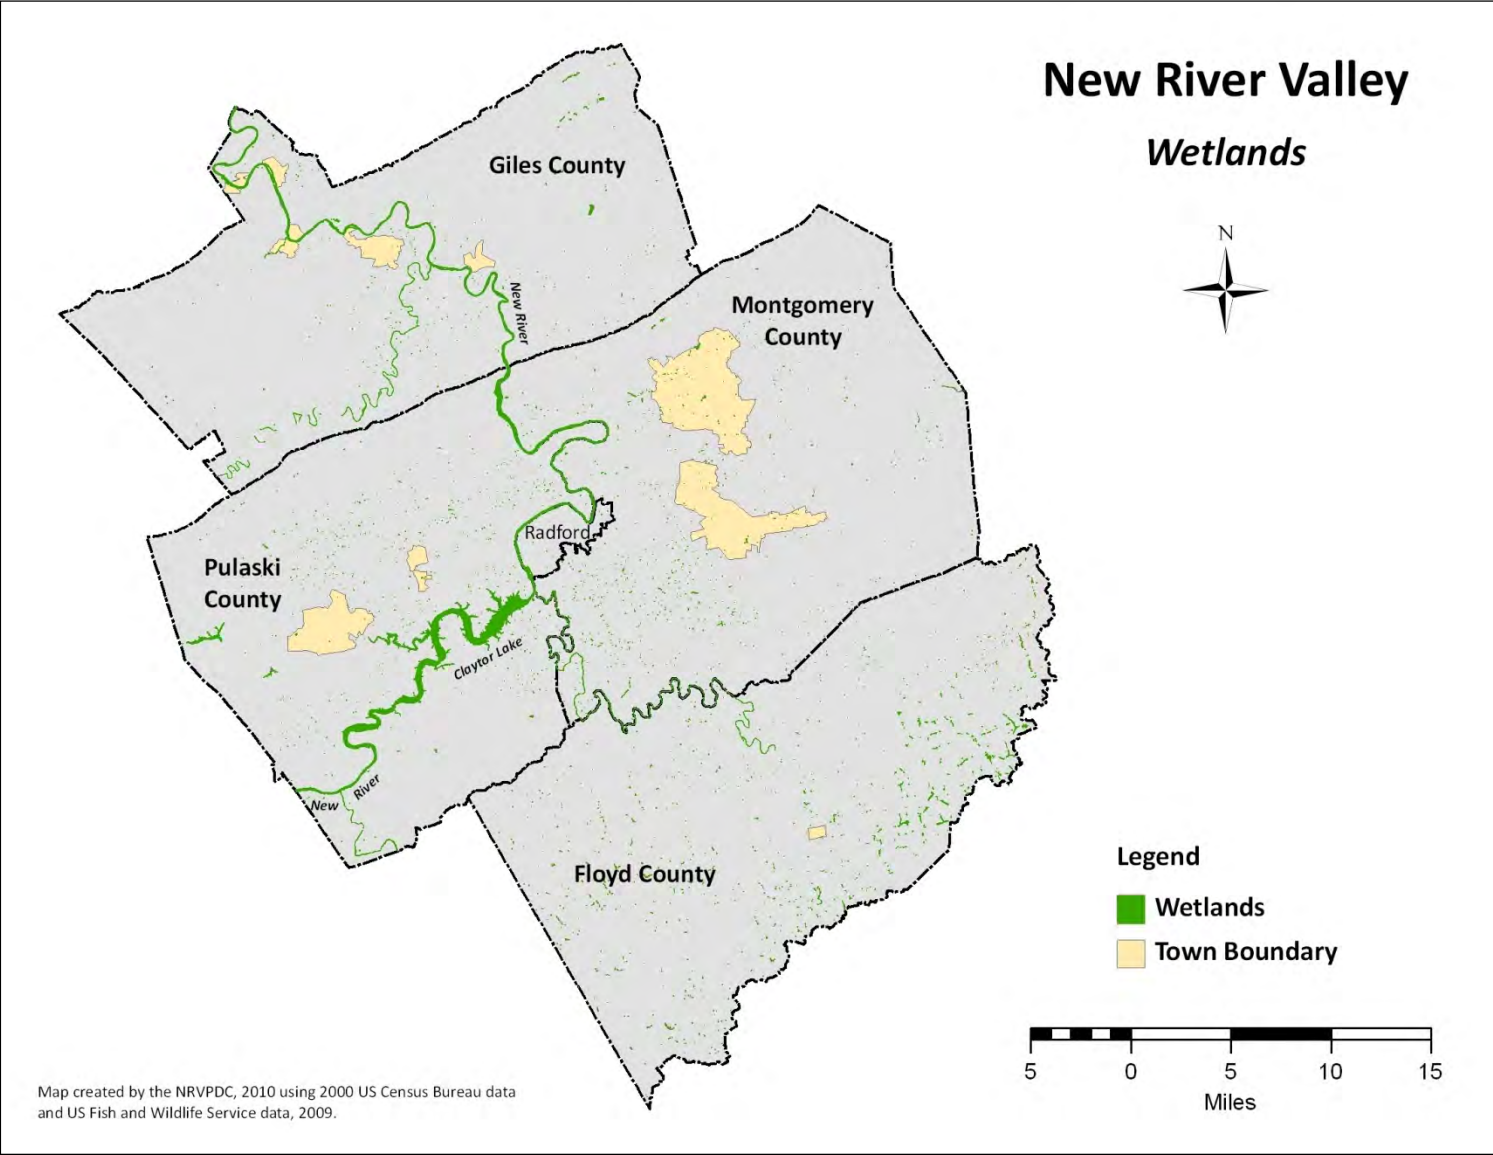 New River Valley
Wetlands
N
Giles County
New River
Montgomery
County
Radford
Pulaski
County
Claytor Lake
New River
Floyd County
Legend
Wetlands
Town Boundary
5 0 5 10 15
Miles
Map created by the NRVPDC, 2010 using 2000 US Census Bureau data
and US Fish and Wildlife Service data, 2009.